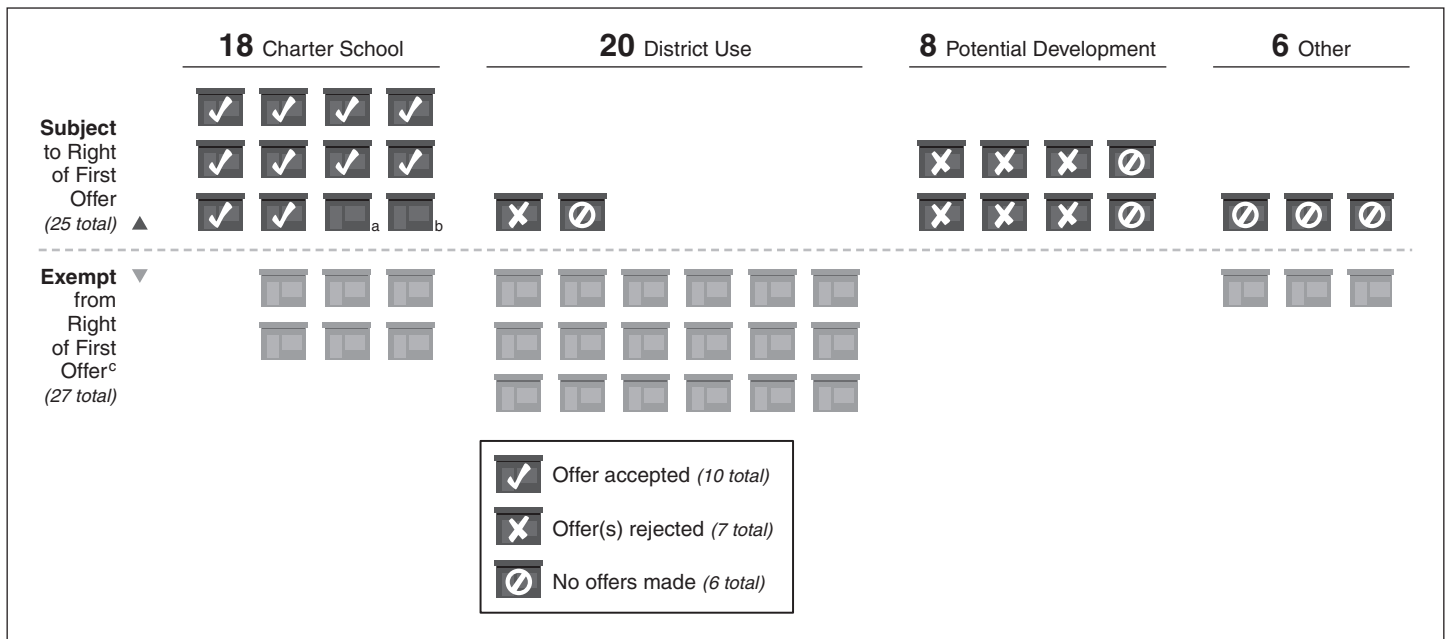 18 Charter School
20 District Use
8 Potential Development
6 Other
Subject
to Right
of First
Offer
(25 total) ▲
a
b
Exempt ▼
from
Right
of First
Offerᶜ
(27 total)
Offer accepted (10 total)
Offer(s) rejected (7 total)
No offers made (6 total)